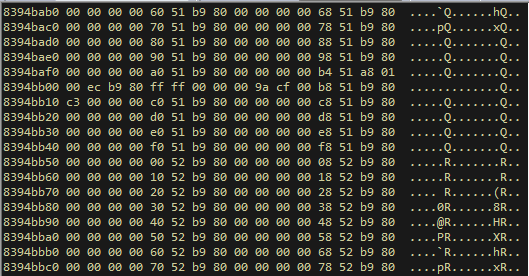 8394bab0 00 00 00 00 60 51 b9 80 00 00 00 00 68 51 b9 80 ....`Q......hQ..
8394bac0 00 00 00 00 70 51 b9 80 00 00 00 00 78 51 b9 80 ....pQ......xQ..
8394bad0 00 00 00 00 80 51 b9 80 00 00 00 00 88 51 b9 80 .....Q.......Q..
8394bae0 00 00 00 00 90 51 b9 80 00 00 00 00 98 51 b9 80 .....Q.......Q..
8394baf0 00 00 00 00 a0 51 b9 80 00 00 00 00 b4 51 a8 01 .....Q.......Q..
8394bb00 00 ec b9 80 ff ff 00 00 00 9a cf 00 b8 51 b9 80 .............Q..
8394bb10 c3 00 00 00 c0 51 b9 80 00 00 00 00 c8 51 b9 80 .....Q.......Q..
8394bb20 00 00 00 00 d0 51 b9 80 00 00 00 00 d8 51 b9 80 .....Q.......Q..
8394bb30 00 00 00 00 e0 51 b9 80 00 00 00 00 e8 51 b9 80 .....Q.......Q..
8394bb40 00 00 00 00 f0 51 b9 80 00 00 00 00 f8 51 b9 80 .....Q.......Q..
8394bb50 00 00 00 00 00 52 b9 80 00 00 00 00 08 52 b9 80 .....R.......R..
8394bb60 00 00 00 00 10 52 b9 80 00 00 00 00 18 52 b9 80 .....R.......R..
8394bb70 00 00 00 00 20 52 b9 80 00 00 00 00 28 52 b9 80 .... R......(R..
8394bb80 00 00 00 00 30 52 b9 80 00 00 00 00 38 52 b9 80 ....0R......8R..
8394bb90 00 00 00 00 40 52 b9 80 00 00 00 00 48 52 b9 80 ....@R......HR..
8394bba0 00 00 00 00 50 52 b9 80 00 00 00 00 58 52 b9 80 ....PR......XR..
8394bbb0 00 00 00 00 60 52 b9 80 00 00 00 00 68 52 b9 80 ....`R......hR..
8394bbc0 00 00 00 00 70 52 b9 80 00 00 00 00 78 52 b9 80 ....pR......xR..